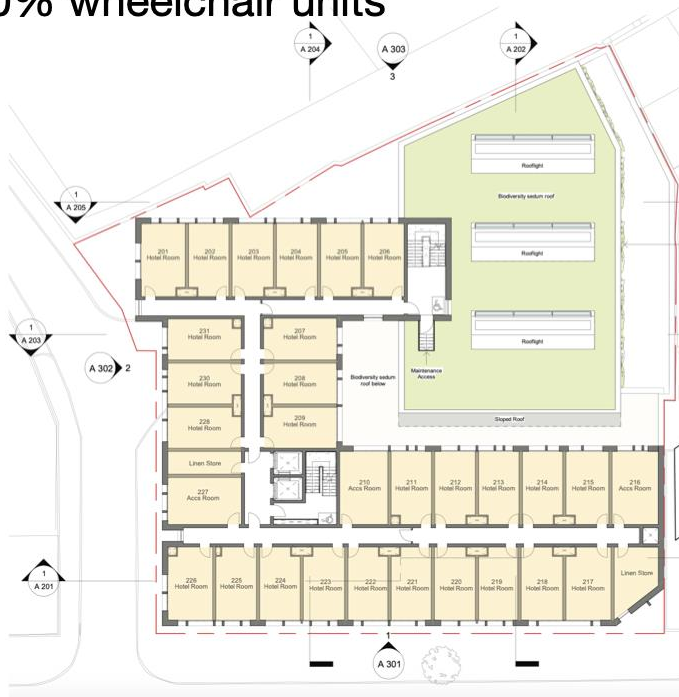 0% wheelchair units
1
A 204
A 303
3
1
A 202
1
A 205
Rooflight
Biodiversity sedum roof
Rooflight
Rooflight
201
Hotel Room
202
Hotel Room
203
Hotel Room
204
Hotel Room
205
Hotel Room
206
Hotel Room
1
A 203
A 302
2
231
Hotel Room
207
Hotel Room
230
Hotel Room
208
Hotel Room
228
Hotel Room
209
Hotel Room
Biodiversity sedum
roof below
Maintenance
Access
Sloped Roof
Linen Store
227
Accs Room
210
Accs Room
211
Hotel Room
212
Hotel Room
213
Hotel Room
214
Hotel Room
215
Hotel Room
216
Accs Room
1
A 201
226
Hotel Room
225
Hotel Room
224
Hotel Room
223
Hotel Room
222
Hotel Room
221
Hotel Room
220
Hotel Room
219
Hotel Room
218
Hotel Room
217
Hotel Room
Linen Store
1
A 301